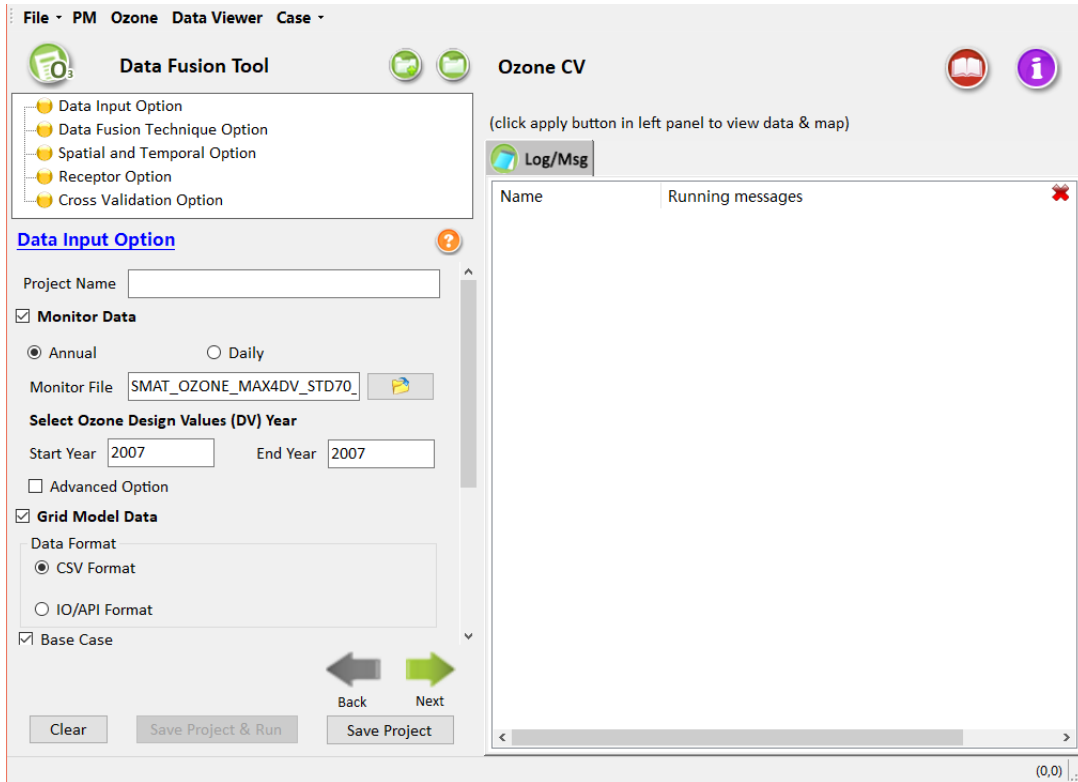 File PM Ozone Data Viewer Case
O3 Data Fusion Tool
Ozone CV
Data Input Option
Data Fusion Technique Option
Spatial and Temporal Option
Receptor Option
Cross Validation Option
(click apply button in left panel to view data & map)
Log/Msg
Name Running messages
Data Input Option ?
Project Name
Monitor Data
Annual Daily
Monitor File SMAT_OZONE_MAX4DV_STD70_
Select Ozone Design Values (DV) Year
Start Year 2007 End Year 2007
Advanced Option
Grid Model Data
Data Format
CSV Format
IO/API Format
Base Case
Back Next
Clear Save Project & Run Save Project
(0,0)